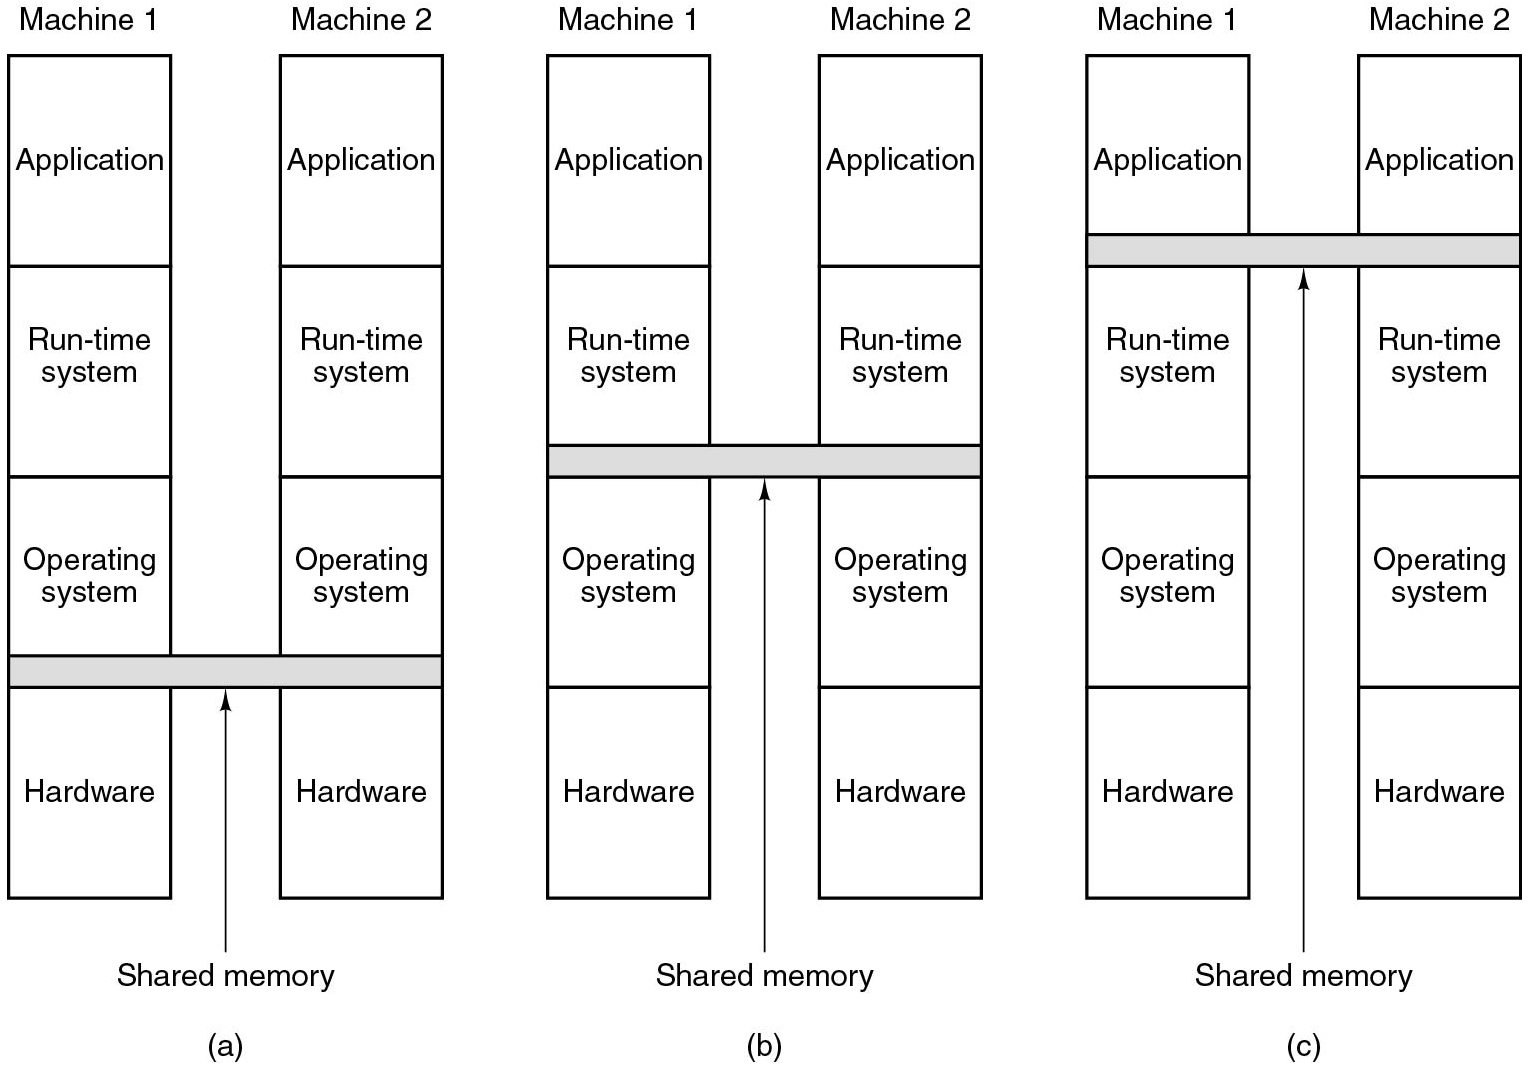 Machine 1
Machine 2
Machine 1
Machine 2
Machine 1
Machine 2
Application
Application
Application
Application
Application
Application
Run-time
system
Run-time
system
Run-time
system
Run-time
system
Run-time
system
Run-time
system
Operating
system
Operating
system
Operating
system
Operating
system
Operating
system
Operating
system
Hardware
Hardware
Hardware
Hardware
Hardware
Hardware
Shared memory
Shared memory
Shared memory
(a)
(b)
(c)